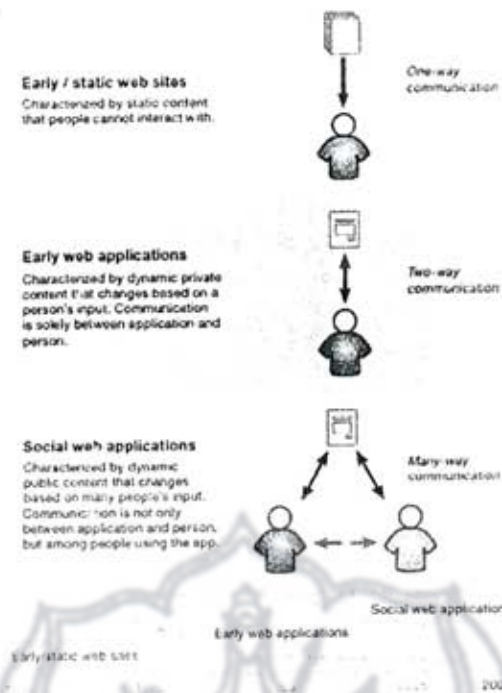 Early / static web sites
Characterized by static content
that people cannot interact with.
One-way
communication
Early web applications
Characterized by dynamic private
content that changes based on a
person's input. Communication
is solely between application and
person.
Two-way
communication
Social web applications
Characterized by dynamic
public content that changes
based on many people's input.
Communication is not only
between application and person,
but among people using the app.
Many-way
communication
Social web application
Early web applications
Early/static web sites
200